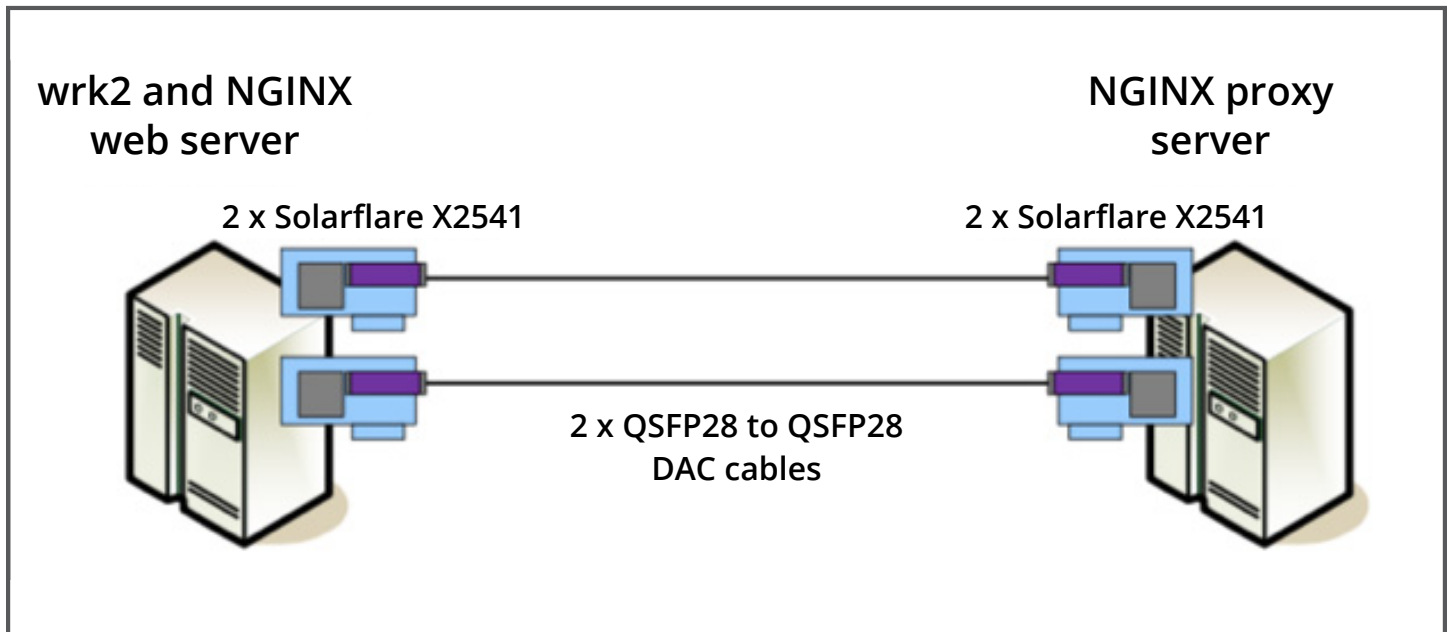 wrk2 and NGINX
web server
NGINX proxy
server
2 x Solarflare X2541
2 x Solarflare X2541
2 x QSFP28 to QSFP28
DAC cables